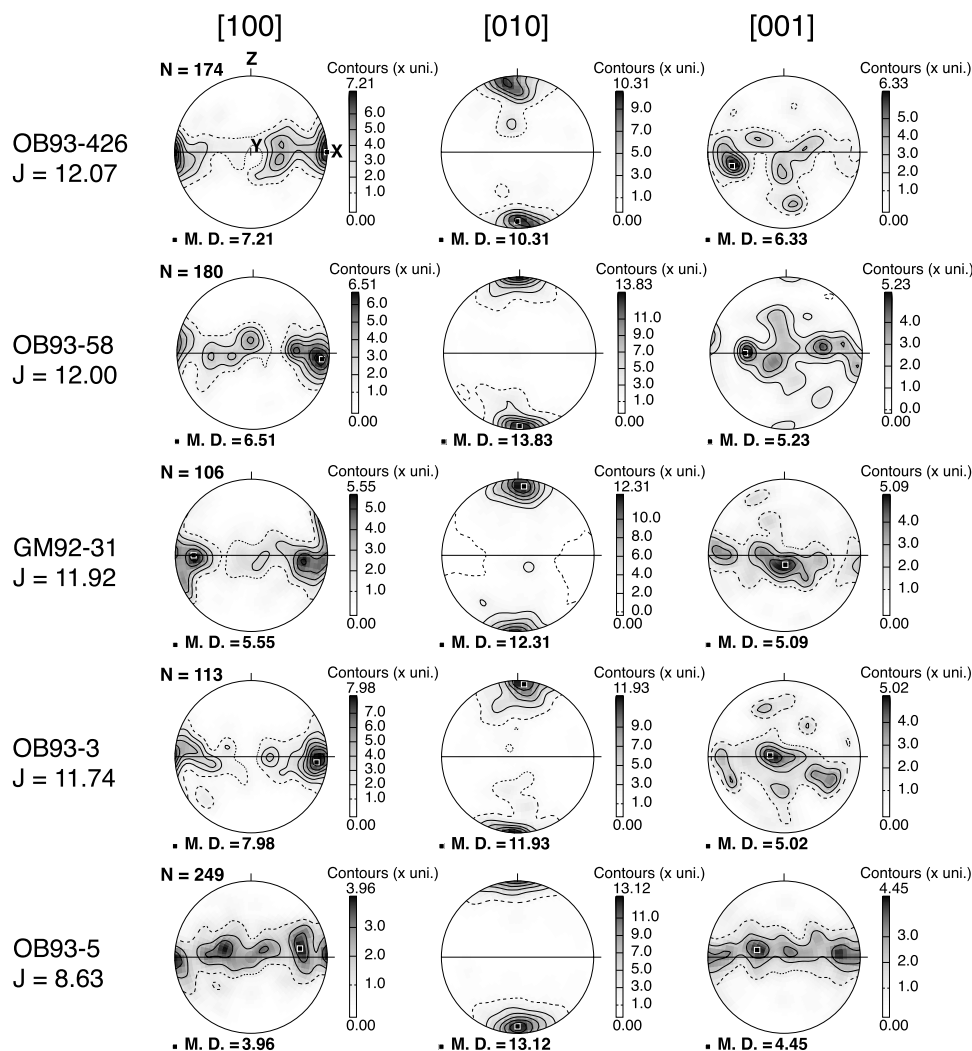 [100] [010] [001]
OB93-426
J = 12.07
N = 174
Z
Y
X
Contours (x uni.)
7.21
6.0
5.0
4.0
3.0
2.0
1.0
0.00
M. D. = 7.21
Contours (x uni.)
10.31
9.0
7.0
5.0
3.0
1.0
0.00
M. D. = 10.31
Contours (x uni.)
6.33
4.0
3.0
2.0
1.0
0.00
M. D. = 6.33
OB93-58
J = 12.00
N = 180
Contours (x uni.)
6.51
6.0
5.0
4.0
3.0
2.0
1.0
0.00
M. D. = 6.51
Contours (x uni.)
13.83
11.0
9.0
7.0
5.0
3.0
1.0
0.00
M. D. = 13.83
Contours (x uni.)
5.23
4.0
3.0
2.0
1.0
0.0
0.00
M. D. = 5.23
GM92-31
J = 11.92
N = 106
Contours (x uni.)
5.55
5.0
4.0
3.0
2.0
1.0
0.00
M. D. = 5.55
Contours (x uni.)
12.31
10.0
8.0
6.0
4.0
2.0
0.0
0.00
M. D. = 12.31
Contours (x uni.)
5.09
4.0
3.0
2.0
1.0
0.00
M. D. = 5.09
OB93-3
J = 11.74
N = 113
Contours (x uni.)
7.98
7.0
6.0
5.0
4.0
3.0
2.0
1.0
0.00
M. D. = 7.98
Contours (x uni.)
11.93
9.0
7.0
5.0
3.0
1.0
0.00
M. D. = 11.93
Contours (x uni.)
5.02
4.0
3.0
2.0
1.0
0.00
M. D. = 5.02
OB93-5
J = 8.63
N = 249
Contours (x uni.)
3.96
3.0
2.0
1.0
0.00
M. D. = 3.96
Contours (x uni.)
13.12
11.0
9.0
7.0
5.0
3.0
1.0
0.00
M. D. = 13.12
Contours (x uni.)
4.45
3.0
2.0
1.0
0.00
M. D. = 4.45